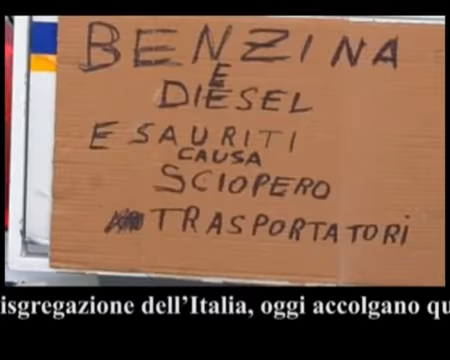 BENZINA
E
DIESEL
ESAURITI
CAUSA
SCIOPERO
TRASPORTATORi
isgregazione dell'Italia, oggi accolgano qu